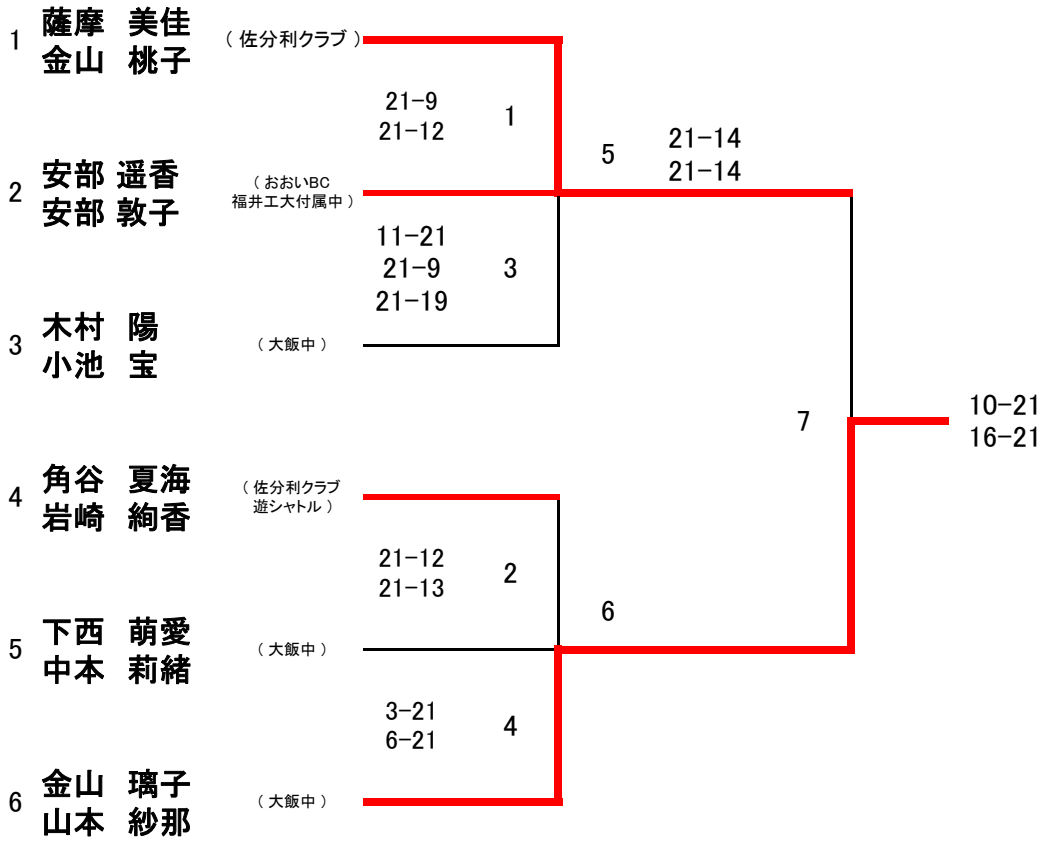 1 薩摩 美佳 (佐分利クラブ)
金山 桃子
21-9
21-12
1
5
21-14
21-14
2 安部 遥香 (おおいBC
安部 敦子 福井工大付属中)
11-21
21-9
21-19
3
3 木村 陽 (大飯中)
小池 宝
7
10-21
16-21
4 角谷 夏海 (佐分利クラブ
岩崎 絢香 遊シャトル)
21-12
21-13
2
6
5 下西 萌愛 (大飯中)
中本 莉緒
3-21
6-21
4
6 金山 璃子 (大飯中)
山本 紗那